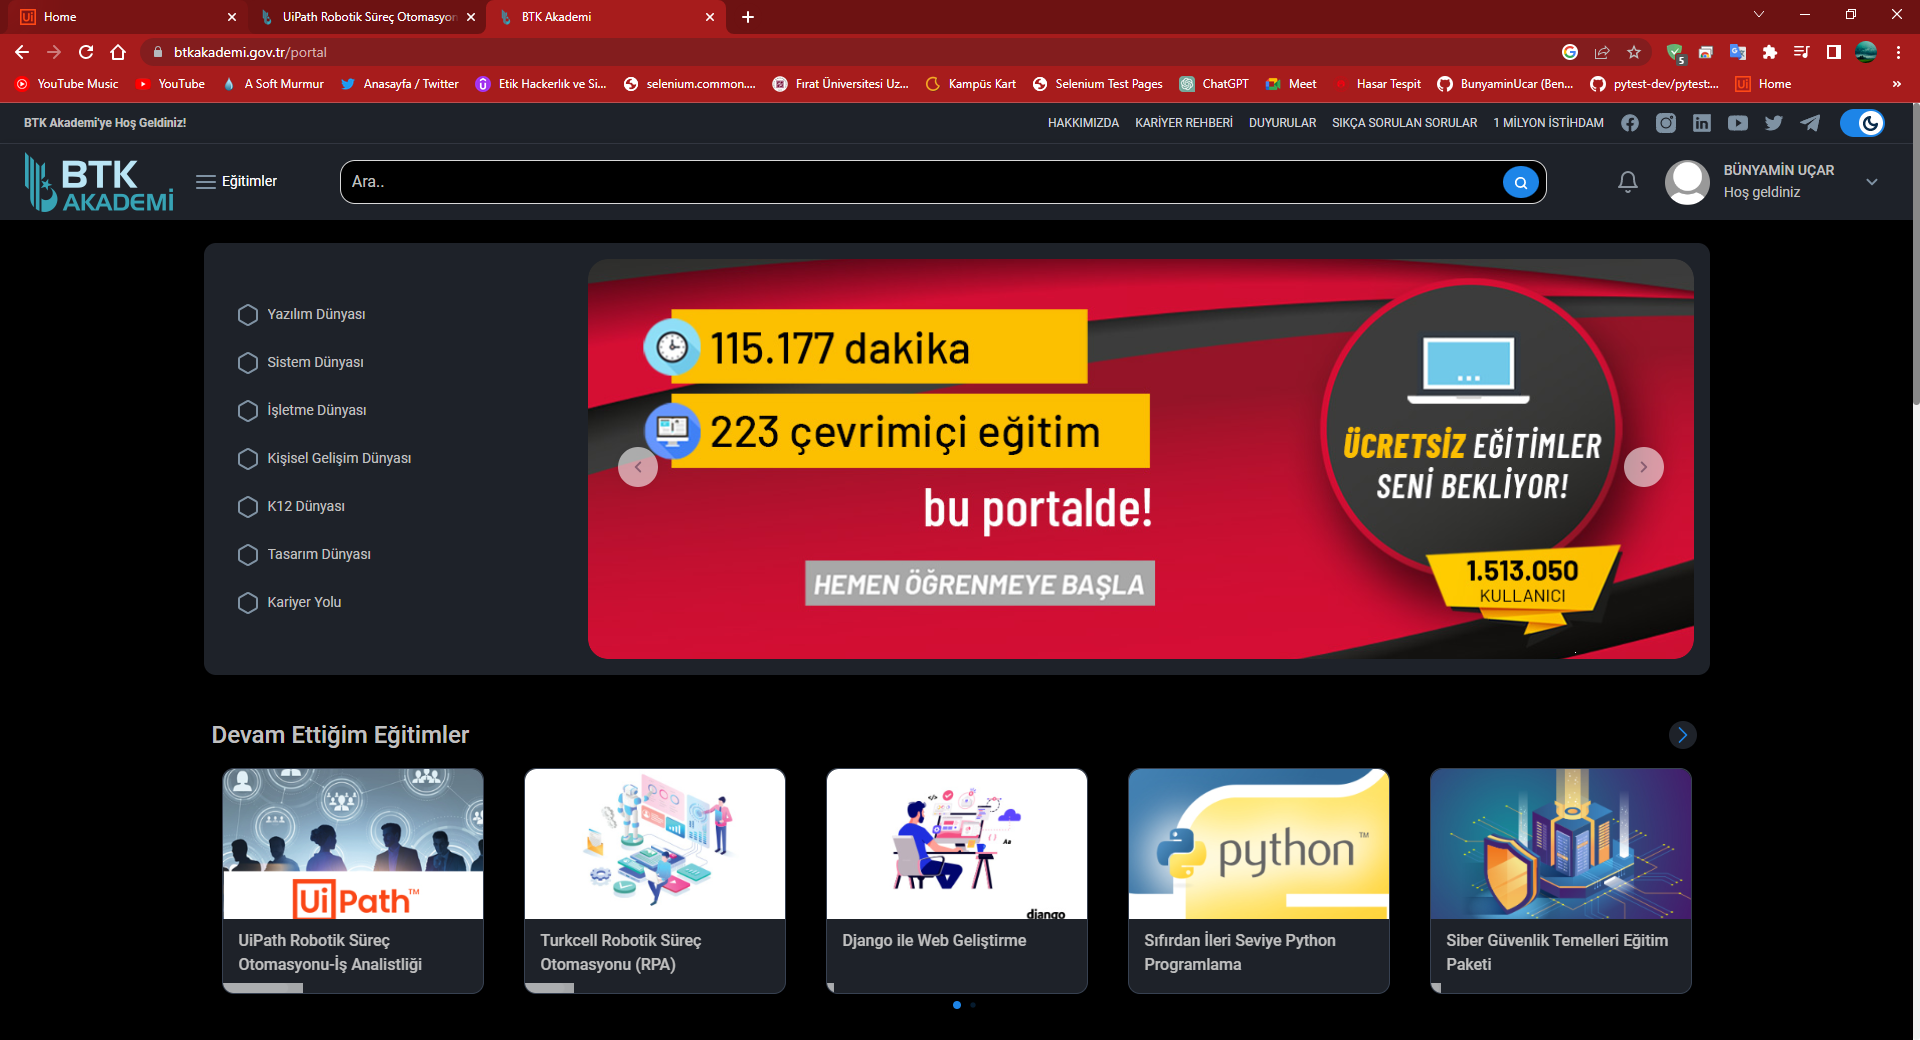 Home
UiPath Robotik Süreç Otomasyon
BTK Akademi
btkakademi.gov.tr/portal
5
YouTube Music
YouTube
A Soft Murmur
Anasayfa / Twitter
Etik Hackerlık ve Si...
selenium.common....
Fırat Üniversitesi Uz...
Kampüs Kart
Selenium Test Pages
ChatGPT
Meet
Hasar Tespit
BunyaminUcar (Ben...
pytest-dev/pytest:...
Home
»
BTK Akademi'ye Hoş Geldiniz!
HAKKIMIZDA
KARİYER REHBERİ
DUYURULAR
SIKÇA SORULAN SORULAR
1 MİLYON İSTİHDAM
BTK
AKADEMİ
Eğitimler
Ara..
BÜNYAMİN UÇAR
Hoş geldiniz
Yazılım Dünyası
Sistem Dünyası
İşletme Dünyası
Kişisel Gelişim Dünyası
K12 Dünyası
Tasarım Dünyası
Kariyer Yolu
115.177 dakika
223 çevrimiçi eğitim
bu portalde!
HEMEN ÖĞRENMEYE BAŞLA
ÜCRETSİZ EĞİTİMLER
SENİ BEKLİYOR!
1.513.050
KULLANICI
Devam Ettiğim Eğitimler
UiPath™
UiPath Robotik Süreç
Otomasyonu-İş Analistliği
Turkcell Robotik Süreç
Otomasyonu (RPA)
Aa
django
Django ile Web Geliştirme
python™
Sıfırdan İleri Seviye Python
Programlama
Siber Güvenlik Temelleri Eğitim
Paketi